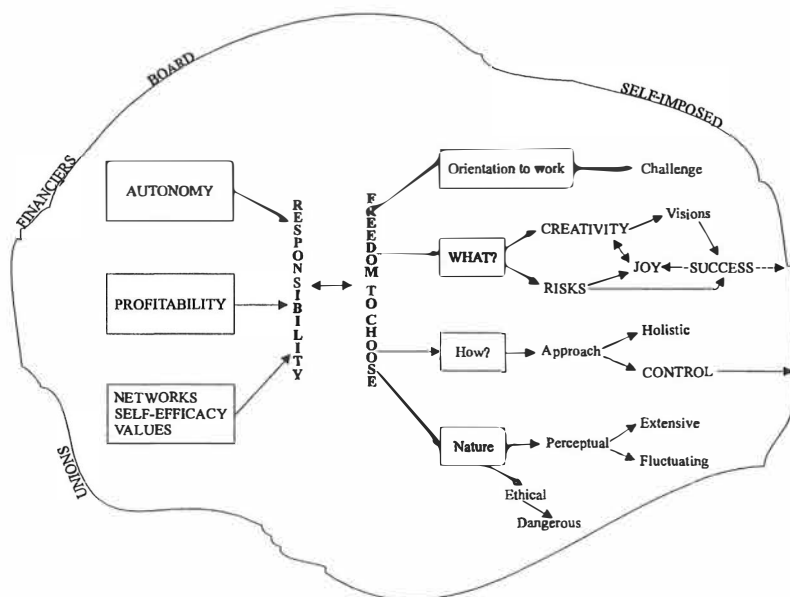 BOARD
SELF-IMPOSED
FINANCIERS
UNIONS
AUTONOMY
PROFITABILITY
NETWORKS
SELF-EFFICACY
VALUES
RESPONSIBILITY
FREEDOM TO CHOOSE
Orientation to work
Challenge
WHAT?
CREATIVITY
Visions
JOY
SUCCESS
RISKS
How?
Approach
Holistic
CONTROL
Nature
Perceptual
Extensive
Fluctuating
Ethical
Dangerous